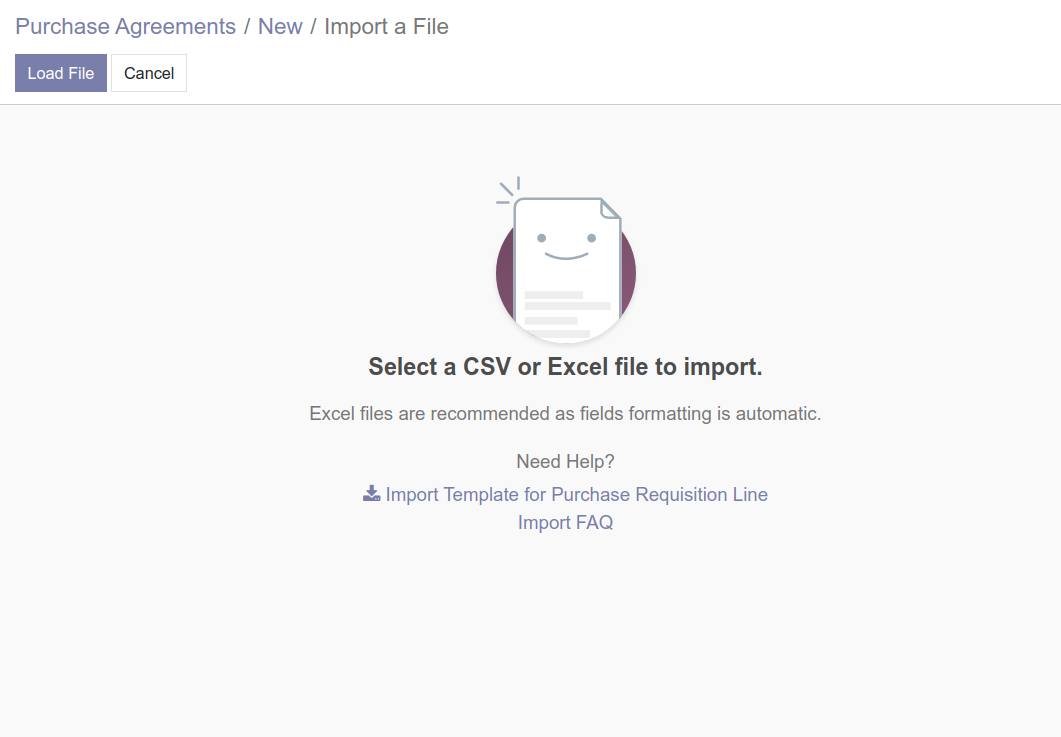 Purchase Agreements / New / Import a File
Load File Cancel
Select a CSV or Excel file to import.
Excel files are recommended as fields formatting is automatic.
Need Help?
Import Template for Purchase Requisition Line
Import FAQ